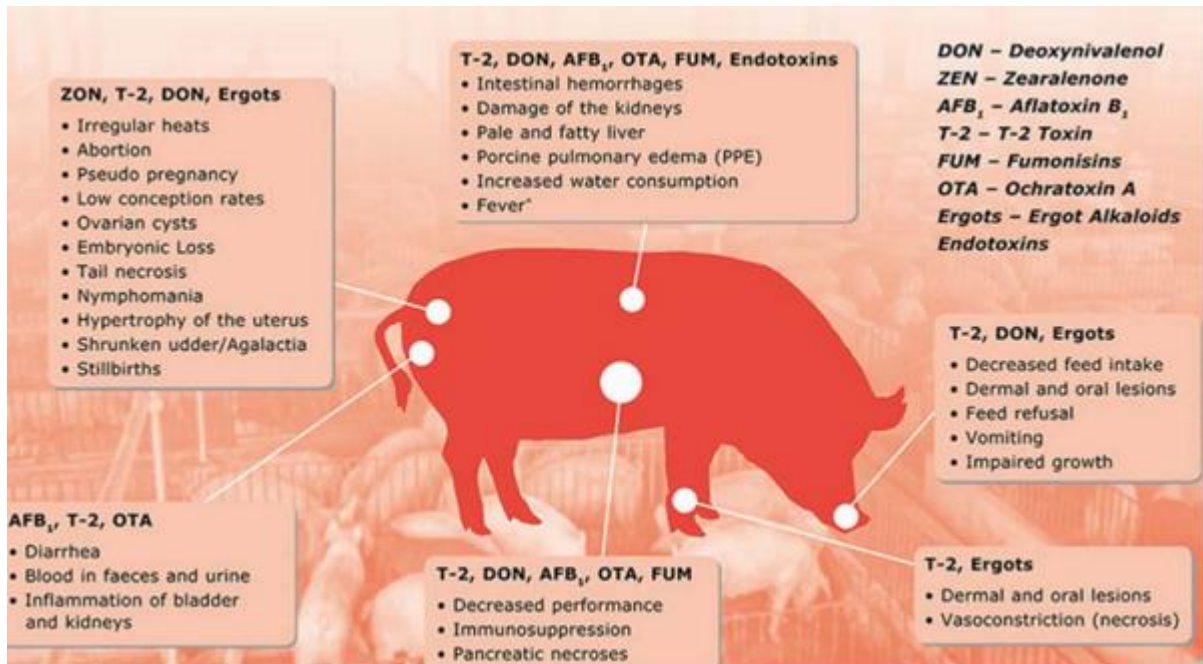 ZON, T-2, DON, Ergots
• Irregular heats
• Abortion
• Pseudo pregnancy
• Low conception rates
• Ovarian cysts
• Embryonic Loss
• Tail necrosis
• Nymphomania
• Hypertrophy of the uterus
• Shrunken udder/Agalactia
• Stillbirths
T-2, DON, AFB₁, OTA, FUM, Endotoxins
• Intestinal hemorrhages
• Damage of the kidneys
• Pale and fatty liver
• Porcine pulmonary edema (PPE)
• Increased water consumption
• Fever*
DON – Deoxynivalenol
ZEN – Zearalenone
AFB₁ – Aflatoxin B₁
T-2 – T-2 Toxin
FUM – Fumonisins
OTA – Ochratoxin A
Ergots – Ergot Alkaloids
Endotoxins
T-2, DON, Ergots
• Decreased feed intake
• Dermal and oral lesions
• Feed refusal
• Vomiting
• Impaired growth
AFB₁, T-2, OTA
• Diarrhea
• Blood in faeces and urine
• Inflammation of bladder
and kidneys
T-2, DON, AFB₁, OTA, FUM
• Decreased performance
• Immunosuppression
• Pancreatic necroses
T-2, Ergots
• Dermal and oral lesions
• Vasoconstriction (necrosis)